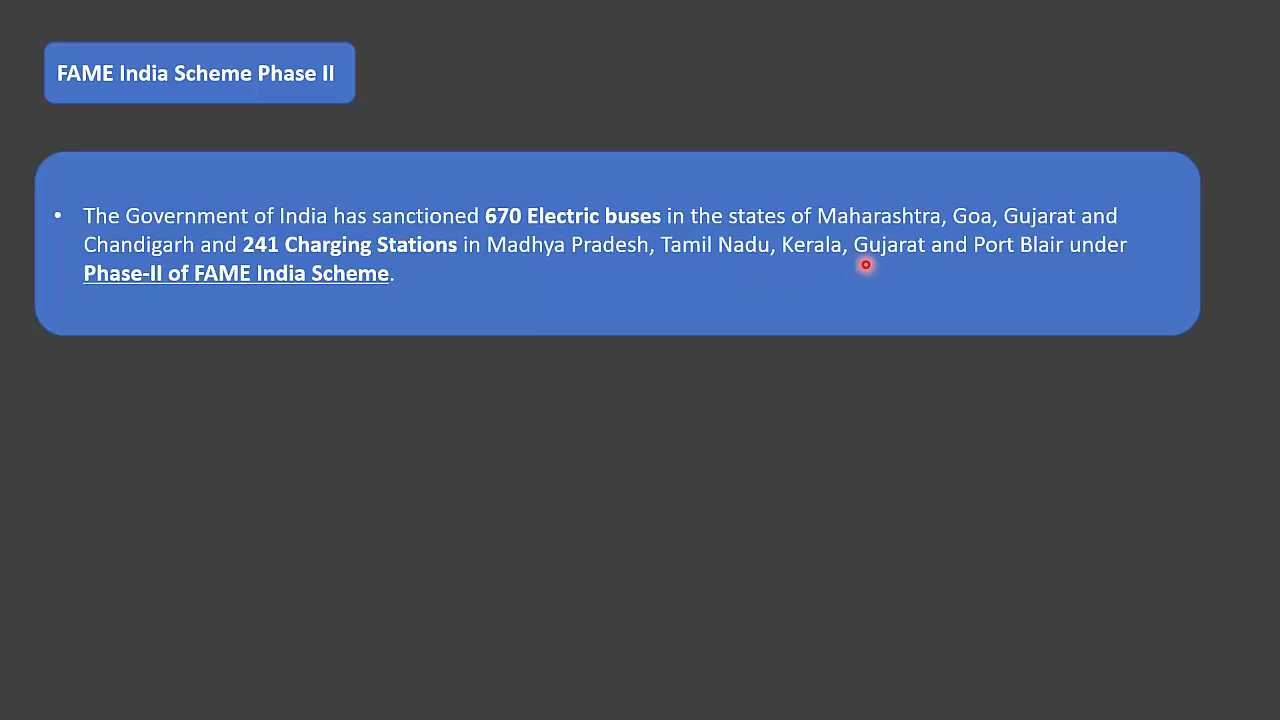 FAME India Scheme Phase II
• The Government of India has sanctioned 670 Electric buses in the states of Maharashtra, Goa, Gujarat and
Chandigarh and 241 Charging Stations in Madhya Pradesh, Tamil Nadu, Kerala, Gujarat and Port Blair under
Phase-II of FAME India Scheme.